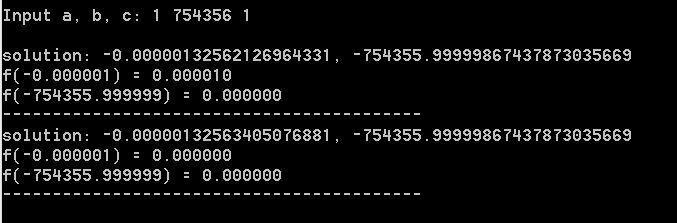 Input a, b, c: 1 754356 1
solution: -0.00000132562126964331, -754355.99999867437873035669
f(-0.000001) = 0.000010
f(-754355.999999) = 0.000000
------------------------------------------
solution: -0.00000132563405076881, -754355.99999867437873035669
f(-0.000001) = 0.000000
f(-754355.999999) = 0.000000
------------------------------------------